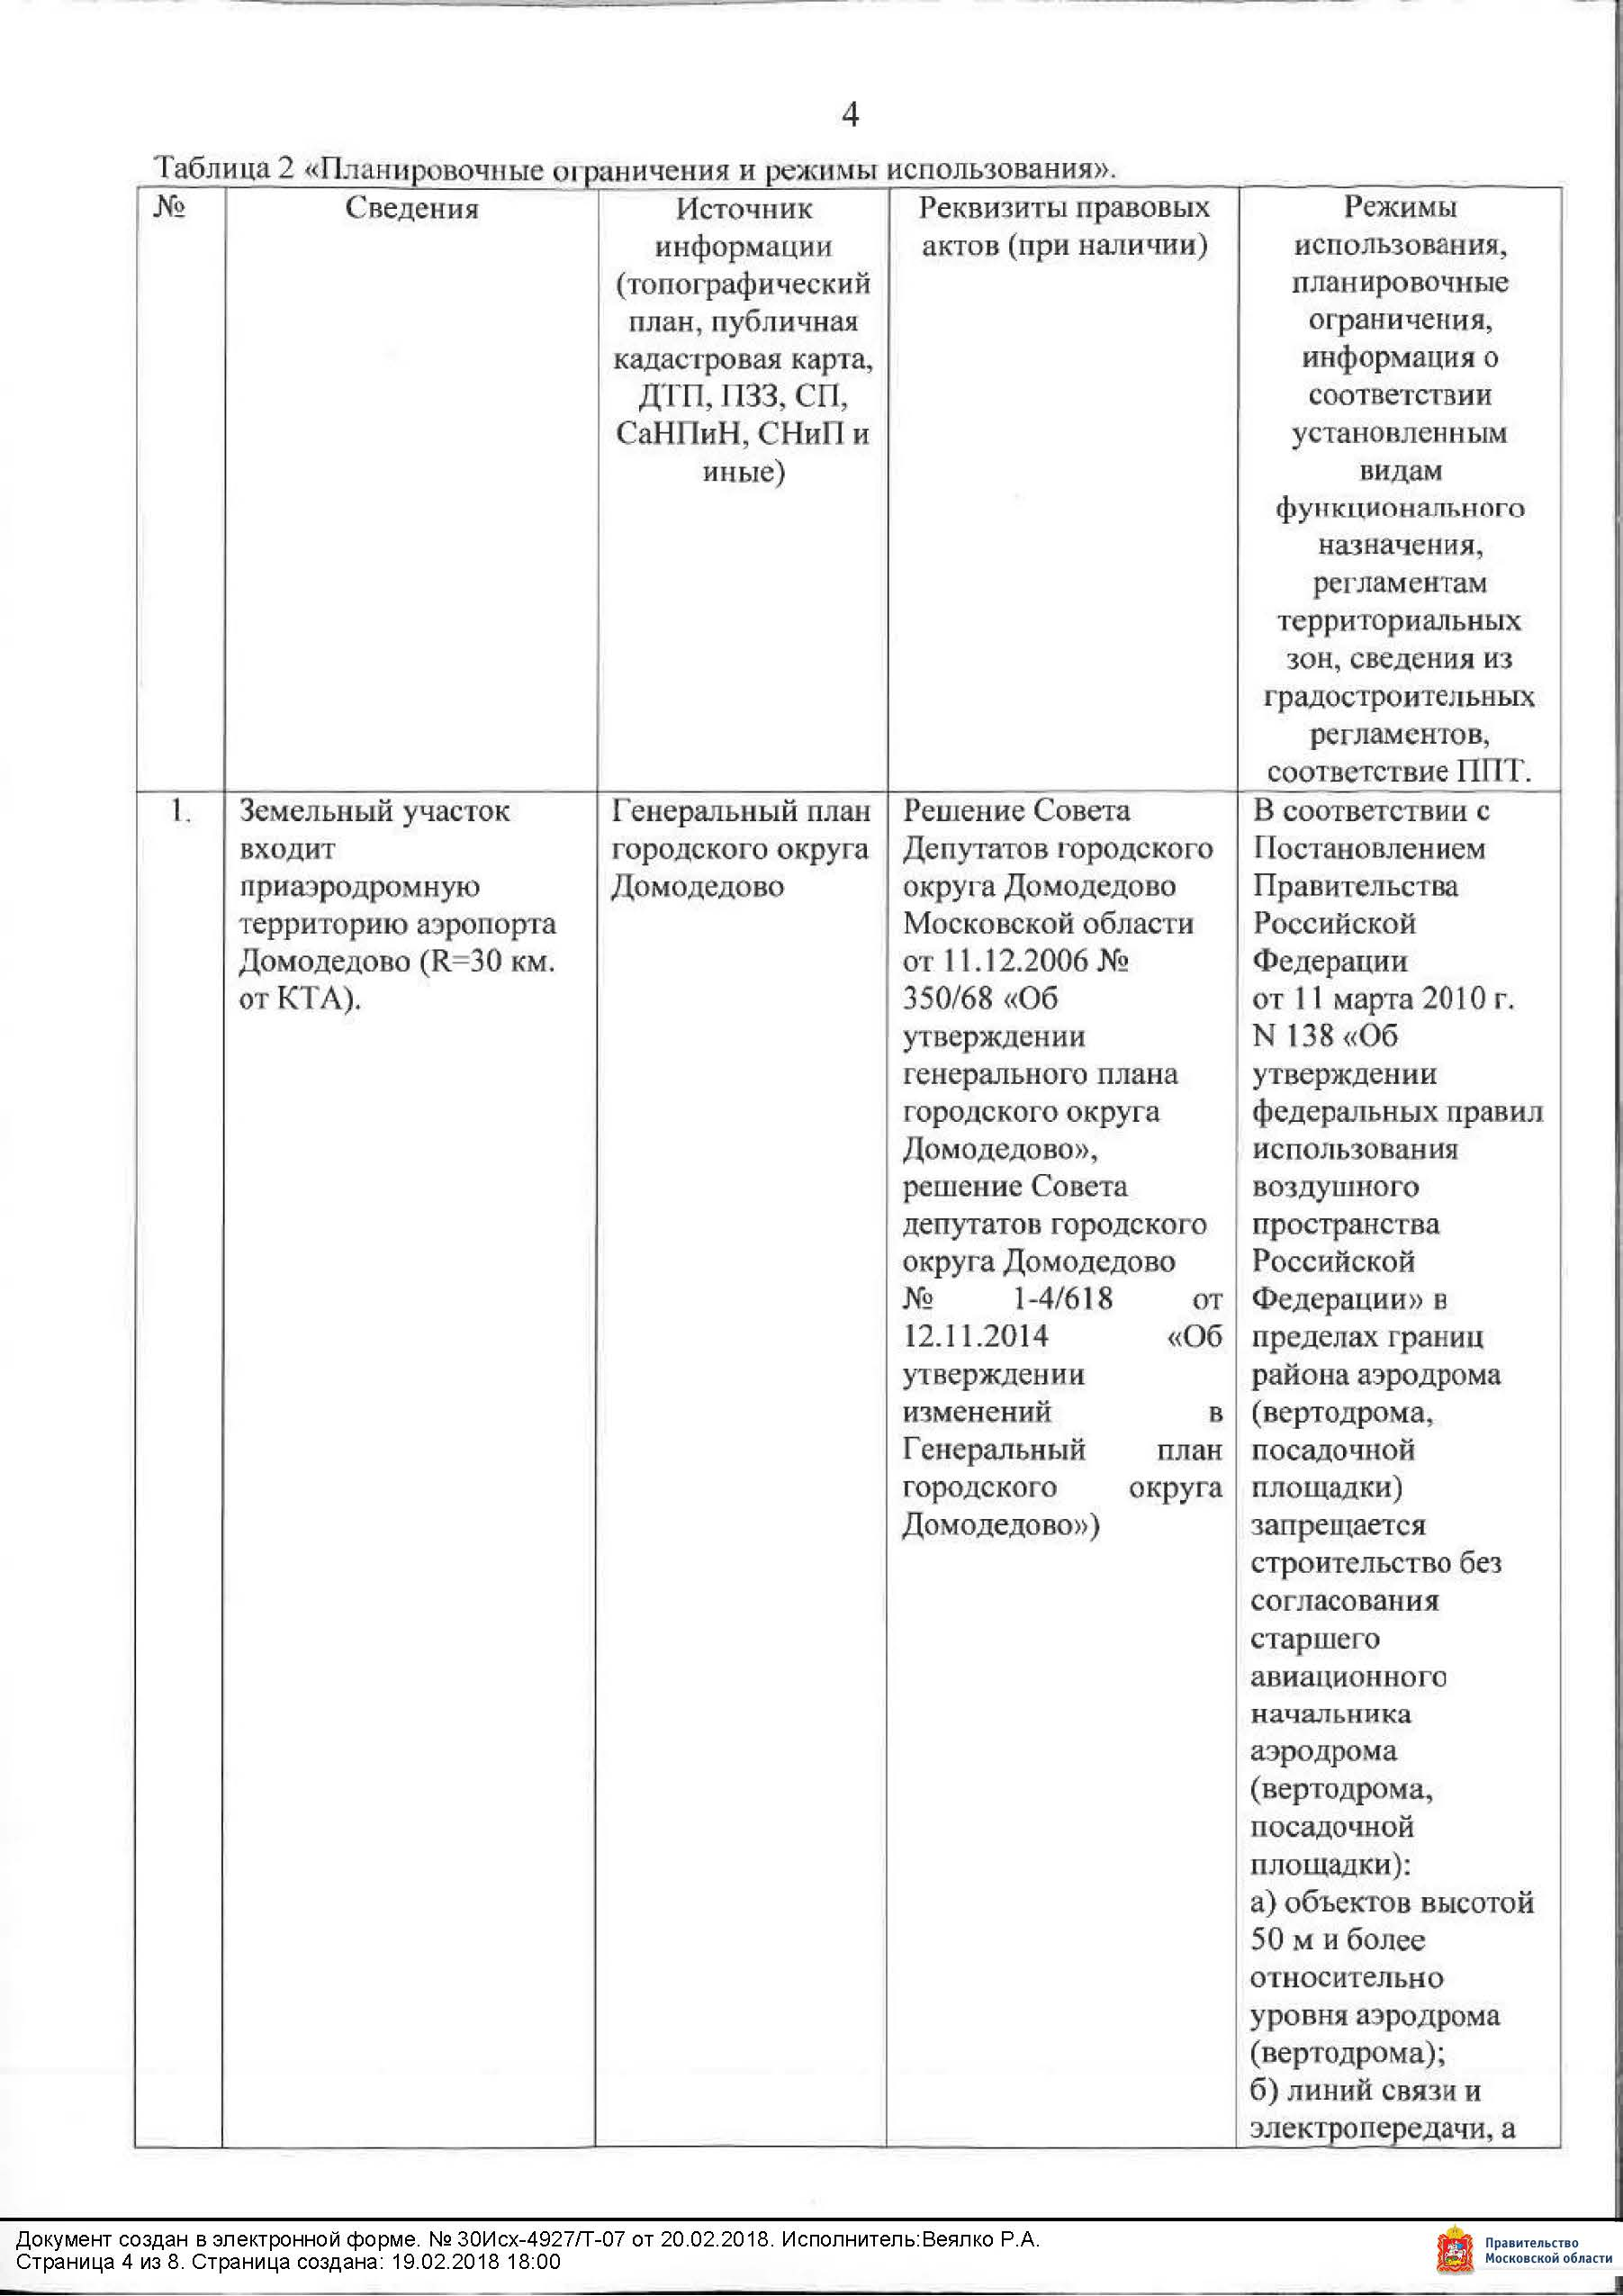 4
Таблица 2 «Планировочные ограничения и режимы использования».
№
Сведения
Источник
информации
(топографический
план, публичная
кадастровая карта,
ДТП, ПЗЗ, СП,
СаНПиН, СНиП и
иные)
Реквизиты правовых
актов (при наличии)
Режимы
использования,
планировочные
ограничения,
информация о
соответствии
установленным
видам
функционального
назначения,
регламентам
территориальных
зон, сведения из
градостроительных
регламентов,
соответствие ППТ.
1.
Земельный участок
входит
приаэродромную
территорию аэропорта
Домодедово (R=30 км.
от КТА).
Генеральный план
городского округа
Домодедово
Решение Совета
Депутатов городского
округа Домодедово
Московской области
от 11.12.2006 №
350/68 «Об
утверждении
генерального плана
городского округа
Домодедово»,
решение Совета
депутатов городского
округа Домодедово
№ 1-4/618 от
12.11.2014 «Об
утверждении
изменений в
Генеральный план
городского округа
Домодедово»)
В соответствии с
Постановлением
Правительства
Российской
Федерации
от 11 марта 2010 г.
N 138 «Об
утверждении
федеральных правил
использования
воздушного
пространства
Российской
Федерации» в
пределах границ
района аэродрома
(вертодрома,
посадочной
площадки)
запрещается
строительство без
согласования
старшего
авиационного
начальника
аэродрома
(вертодрома,
посадочной
площадки):
а) объектов высотой
50 м и более
относительно
уровня аэродрома
(вертодрома);
б) линий связи и
электропередачи, а
Документ создан в электронной форме. № 30Исх-4927/Т-07 от 20.02.2018. Исполнитель:Веялко Р.А.
Страница 4 из 8. Страница создана: 19.02.2018 18:00
Правительство
Московской области